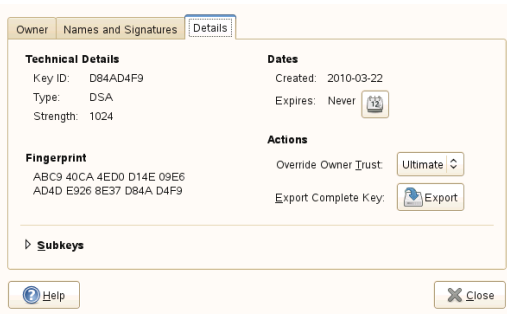 Owner Names and Signatures Details
Technical Details
Key ID: D84AD4F9
Type: DSA
Strength: 1024
Fingerprint
ABC9 40CA 4ED0 D14E 09E6
AD4D E926 8E37 D84A D4F9
Dates
Created: 2010-03-22
Expires: Never 12
Actions
Override Owner Trust: Ultimate
Export Complete Key: Export
Subkeys
Help Close